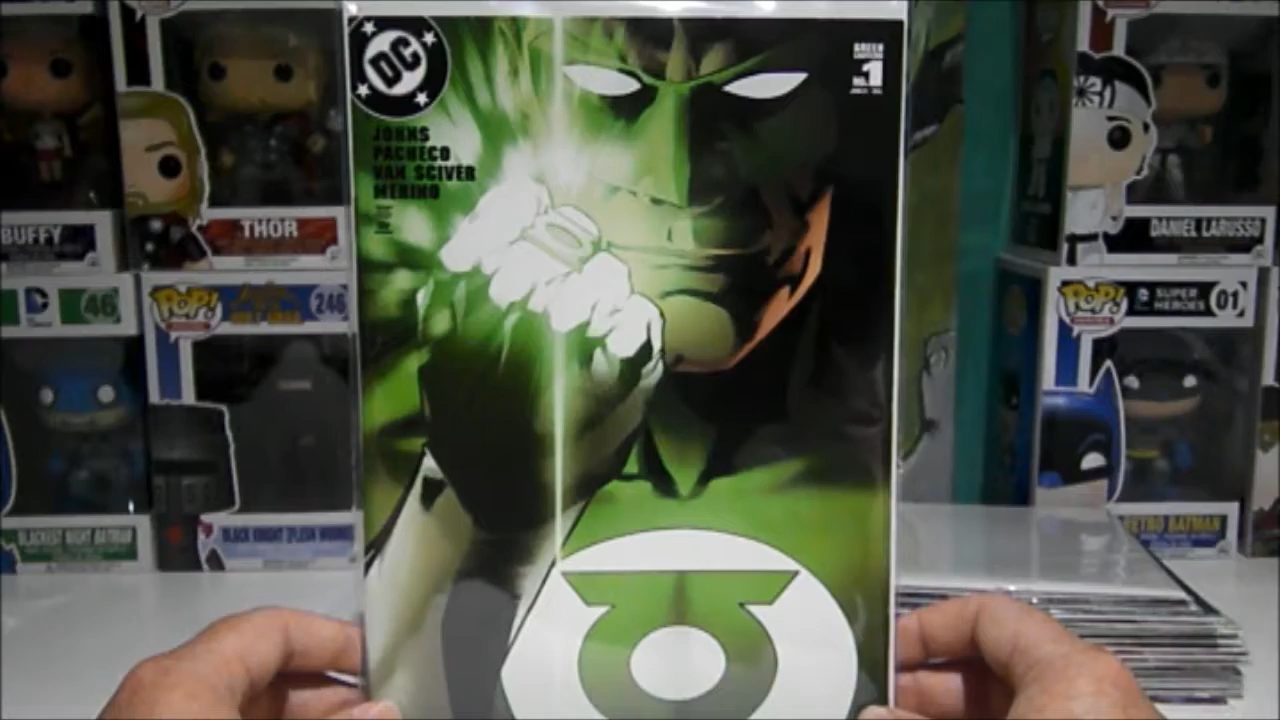 DC
GREEN
LANTERN
No. 1
JOHNS
PACHECO
VAN SCIVER
MERINO
BUFFY
THOR
DC
46
POP!
246
BLACKEST NIGHT BATMAN
BLACK KNIGHT (FLESH WOUND)
DANIEL LARUSSO
POP!
SUPER
HEROES
01
RETRO BATMAN